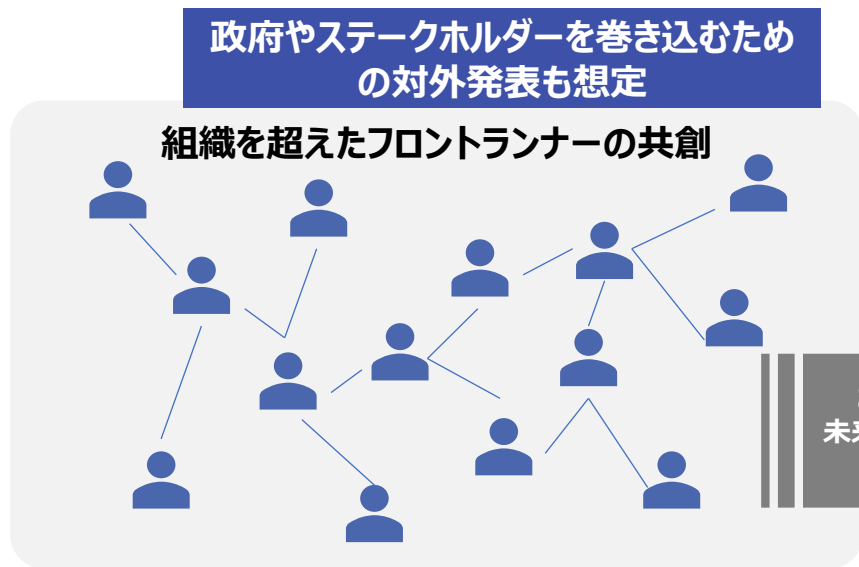 政府やステークホルダーを巻き込むため
の対外発表も想定
組織を超えたフロントランナーの共創
未来